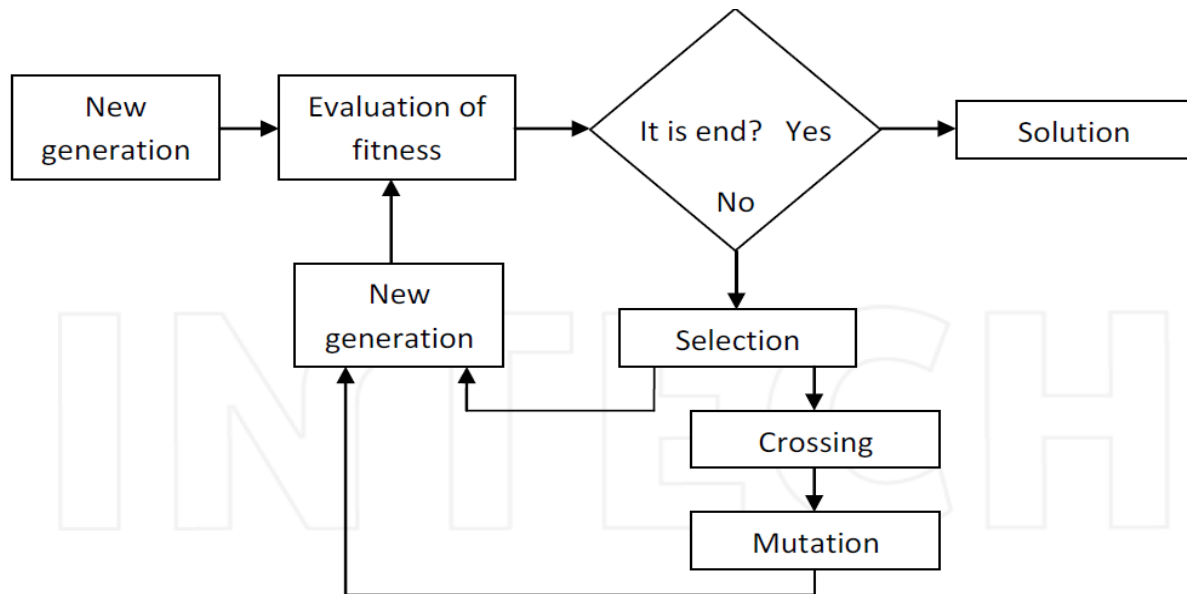 New
generation
Evaluation of
fitness
It is end? Yes
No
Solution
New
generation
Selection
Crossing
Mutation
INTECH